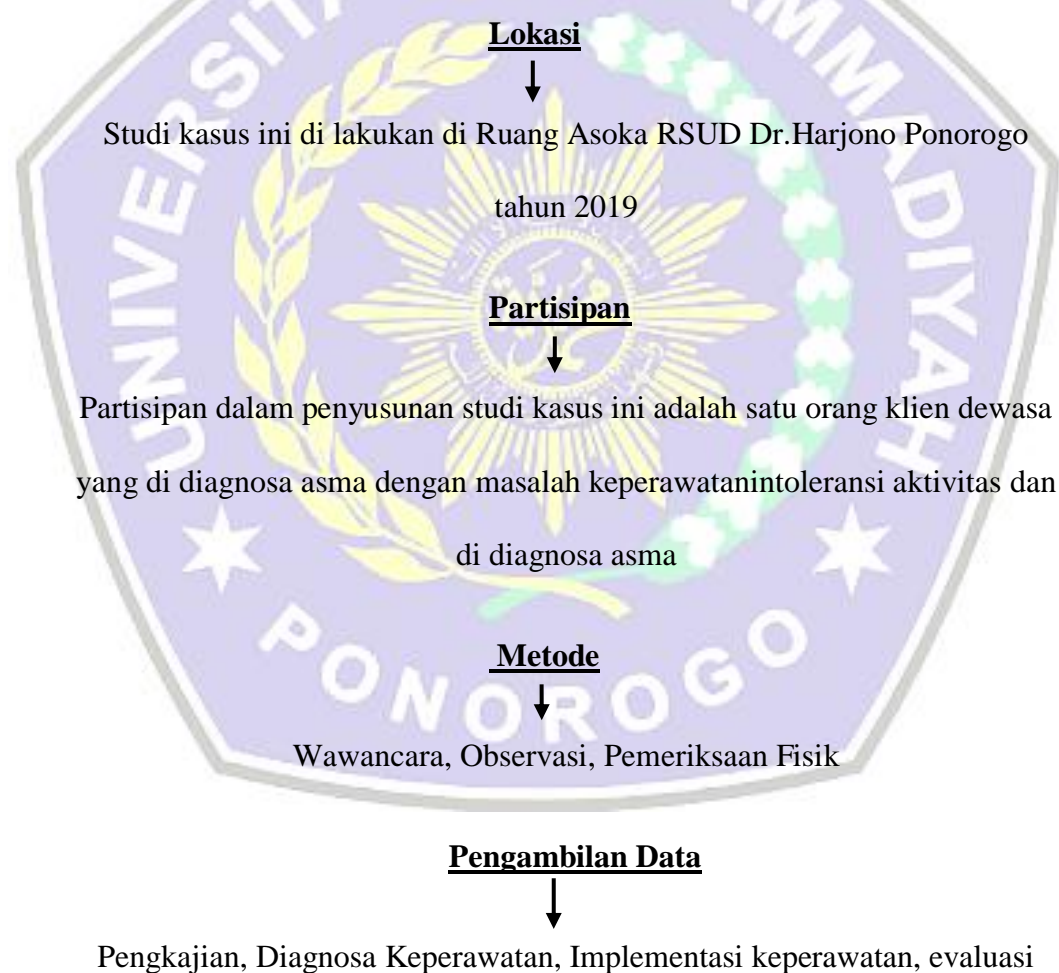 UNIVERSITA MMADIYAH
PONOROGO
Lokasi
Studi kasus ini di lakukan di Ruang Asoka RSUD Dr.Harjono Ponorogo
tahun 2019
Partisipan
Partisipan dalam penyusunan studi kasus ini adalah satu orang klien dewasa
yang di diagnosa asma dengan masalah keperawatanintoleransi aktivitas dan
di diagnosa asma
Metode
Wawancara, Observasi, Pemeriksaan Fisik
Pengambilan Data
Pengkajian, Diagnosa Keperawatan, Implementasi keperawatan, evaluasi